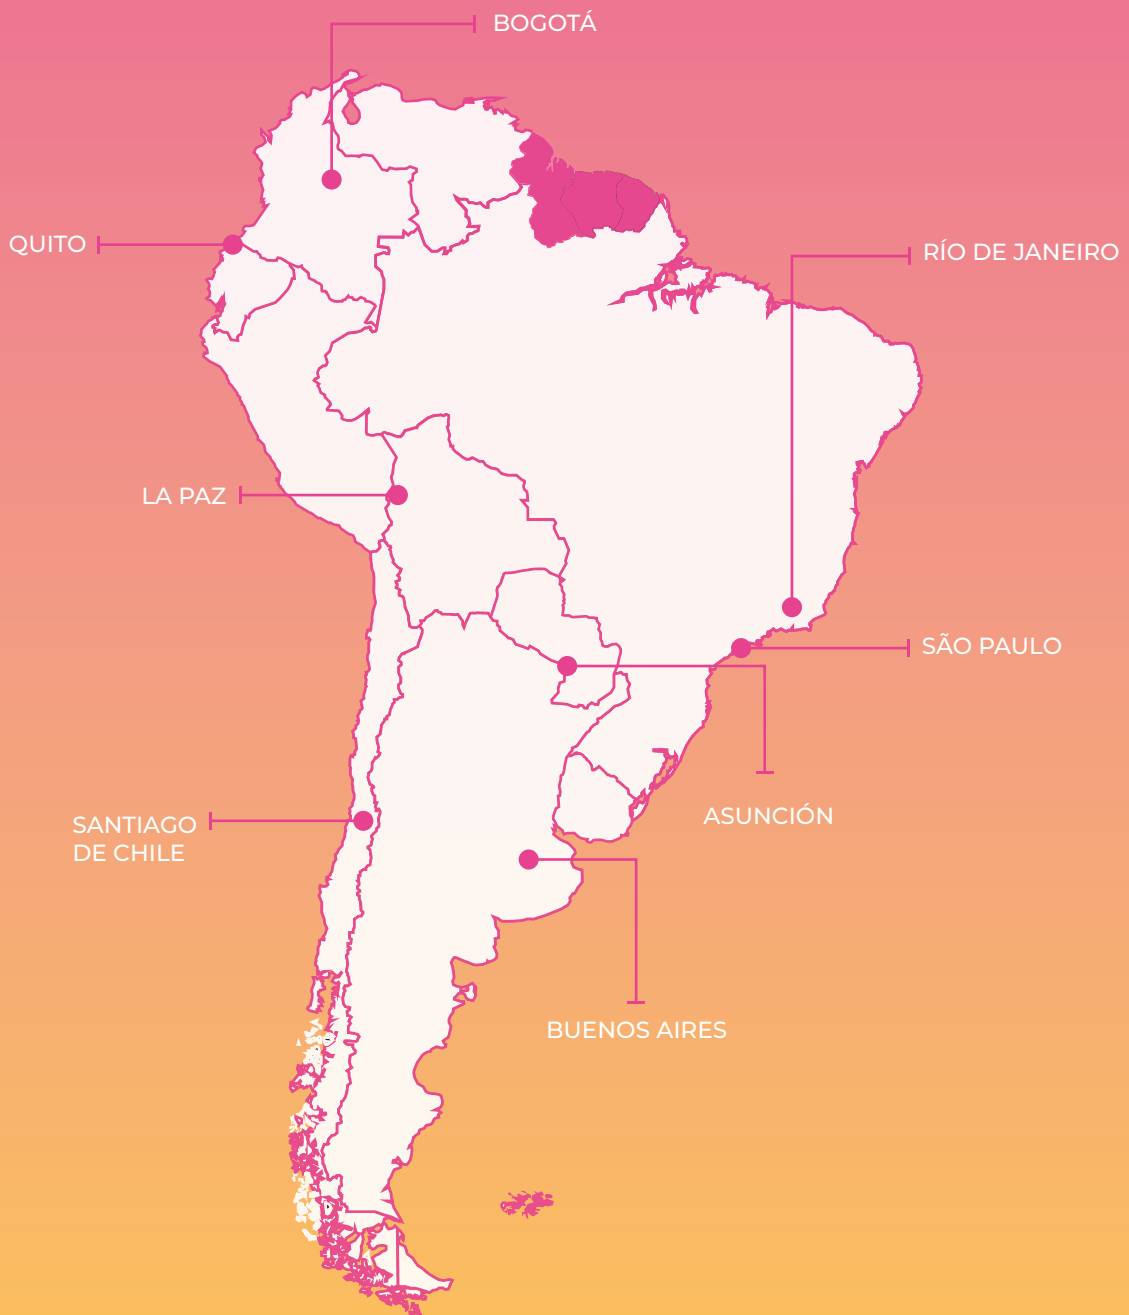 BOGOTÁ
QUITO
RÍO DE JANEIRO
LA PAZ
SÃO PAULO
ASUNCIÓN
SANTIAGO
DE CHILE
BUENOS AIRES